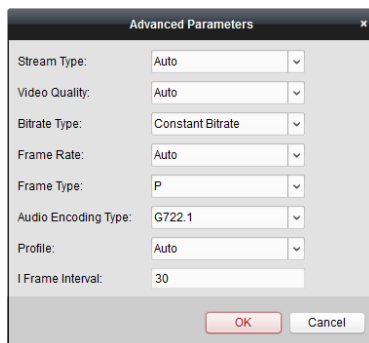 Advanced Parameters ×
Stream Type: Auto
Video Quality: Auto
Bitrate Type: Constant Bitrate
Frame Rate: Auto
Frame Type: P
Audio Encoding Type: G722.1
Profile: Auto
I Frame Interval: 30
OK Cancel